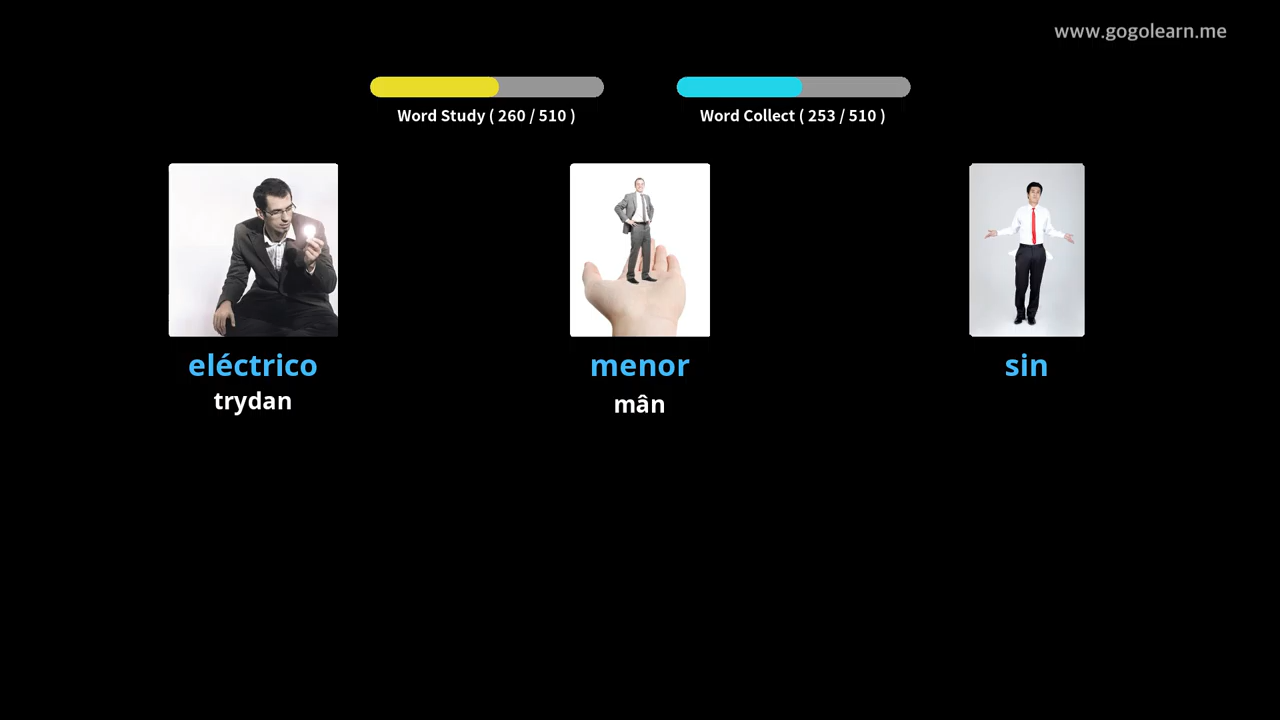 www.gogolearn.me
Word Study ( 260 / 510 )
Word Collect ( 253 / 510 )
eléctrico
trydan
menor
mân
sin